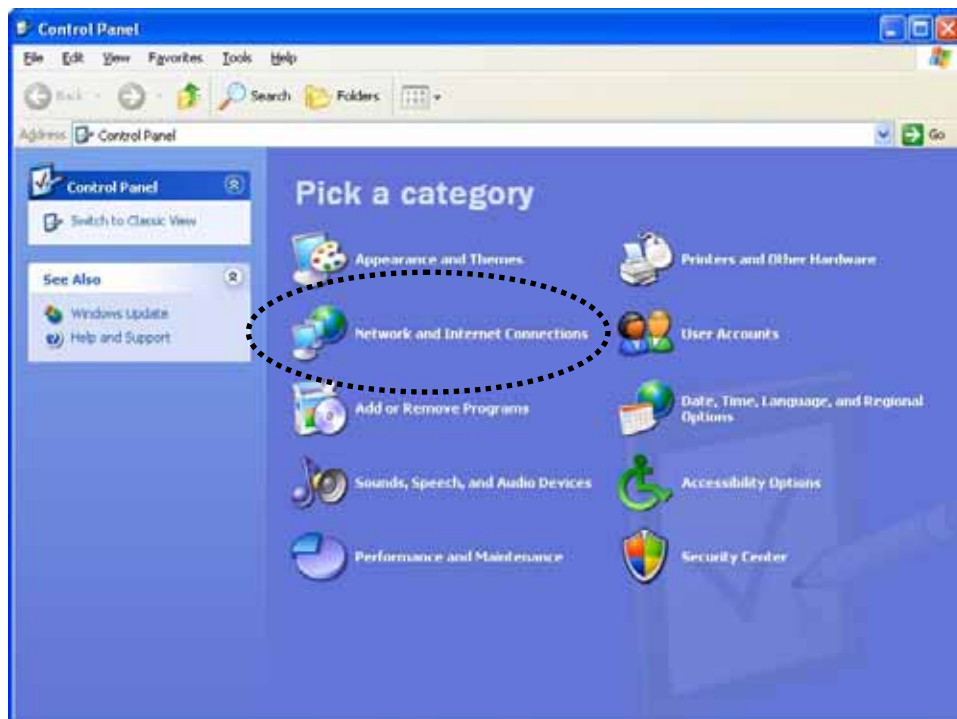 Control Panel
File Edit View Favorites Tools Help
Back Search Folders
Address Control Panel Go
Control Panel
Switch to Classic View
See Also
Windows Update
Help and Support
Pick a category
Appearance and Themes
Printers and Other Hardware
Network and Internet Connections
User Accounts
Add or Remove Programs
Date, Time, Language, and Regional
Options
Sounds, Speech, and Audio Devices
Accessibility Options
Performance and Maintenance
Security Center